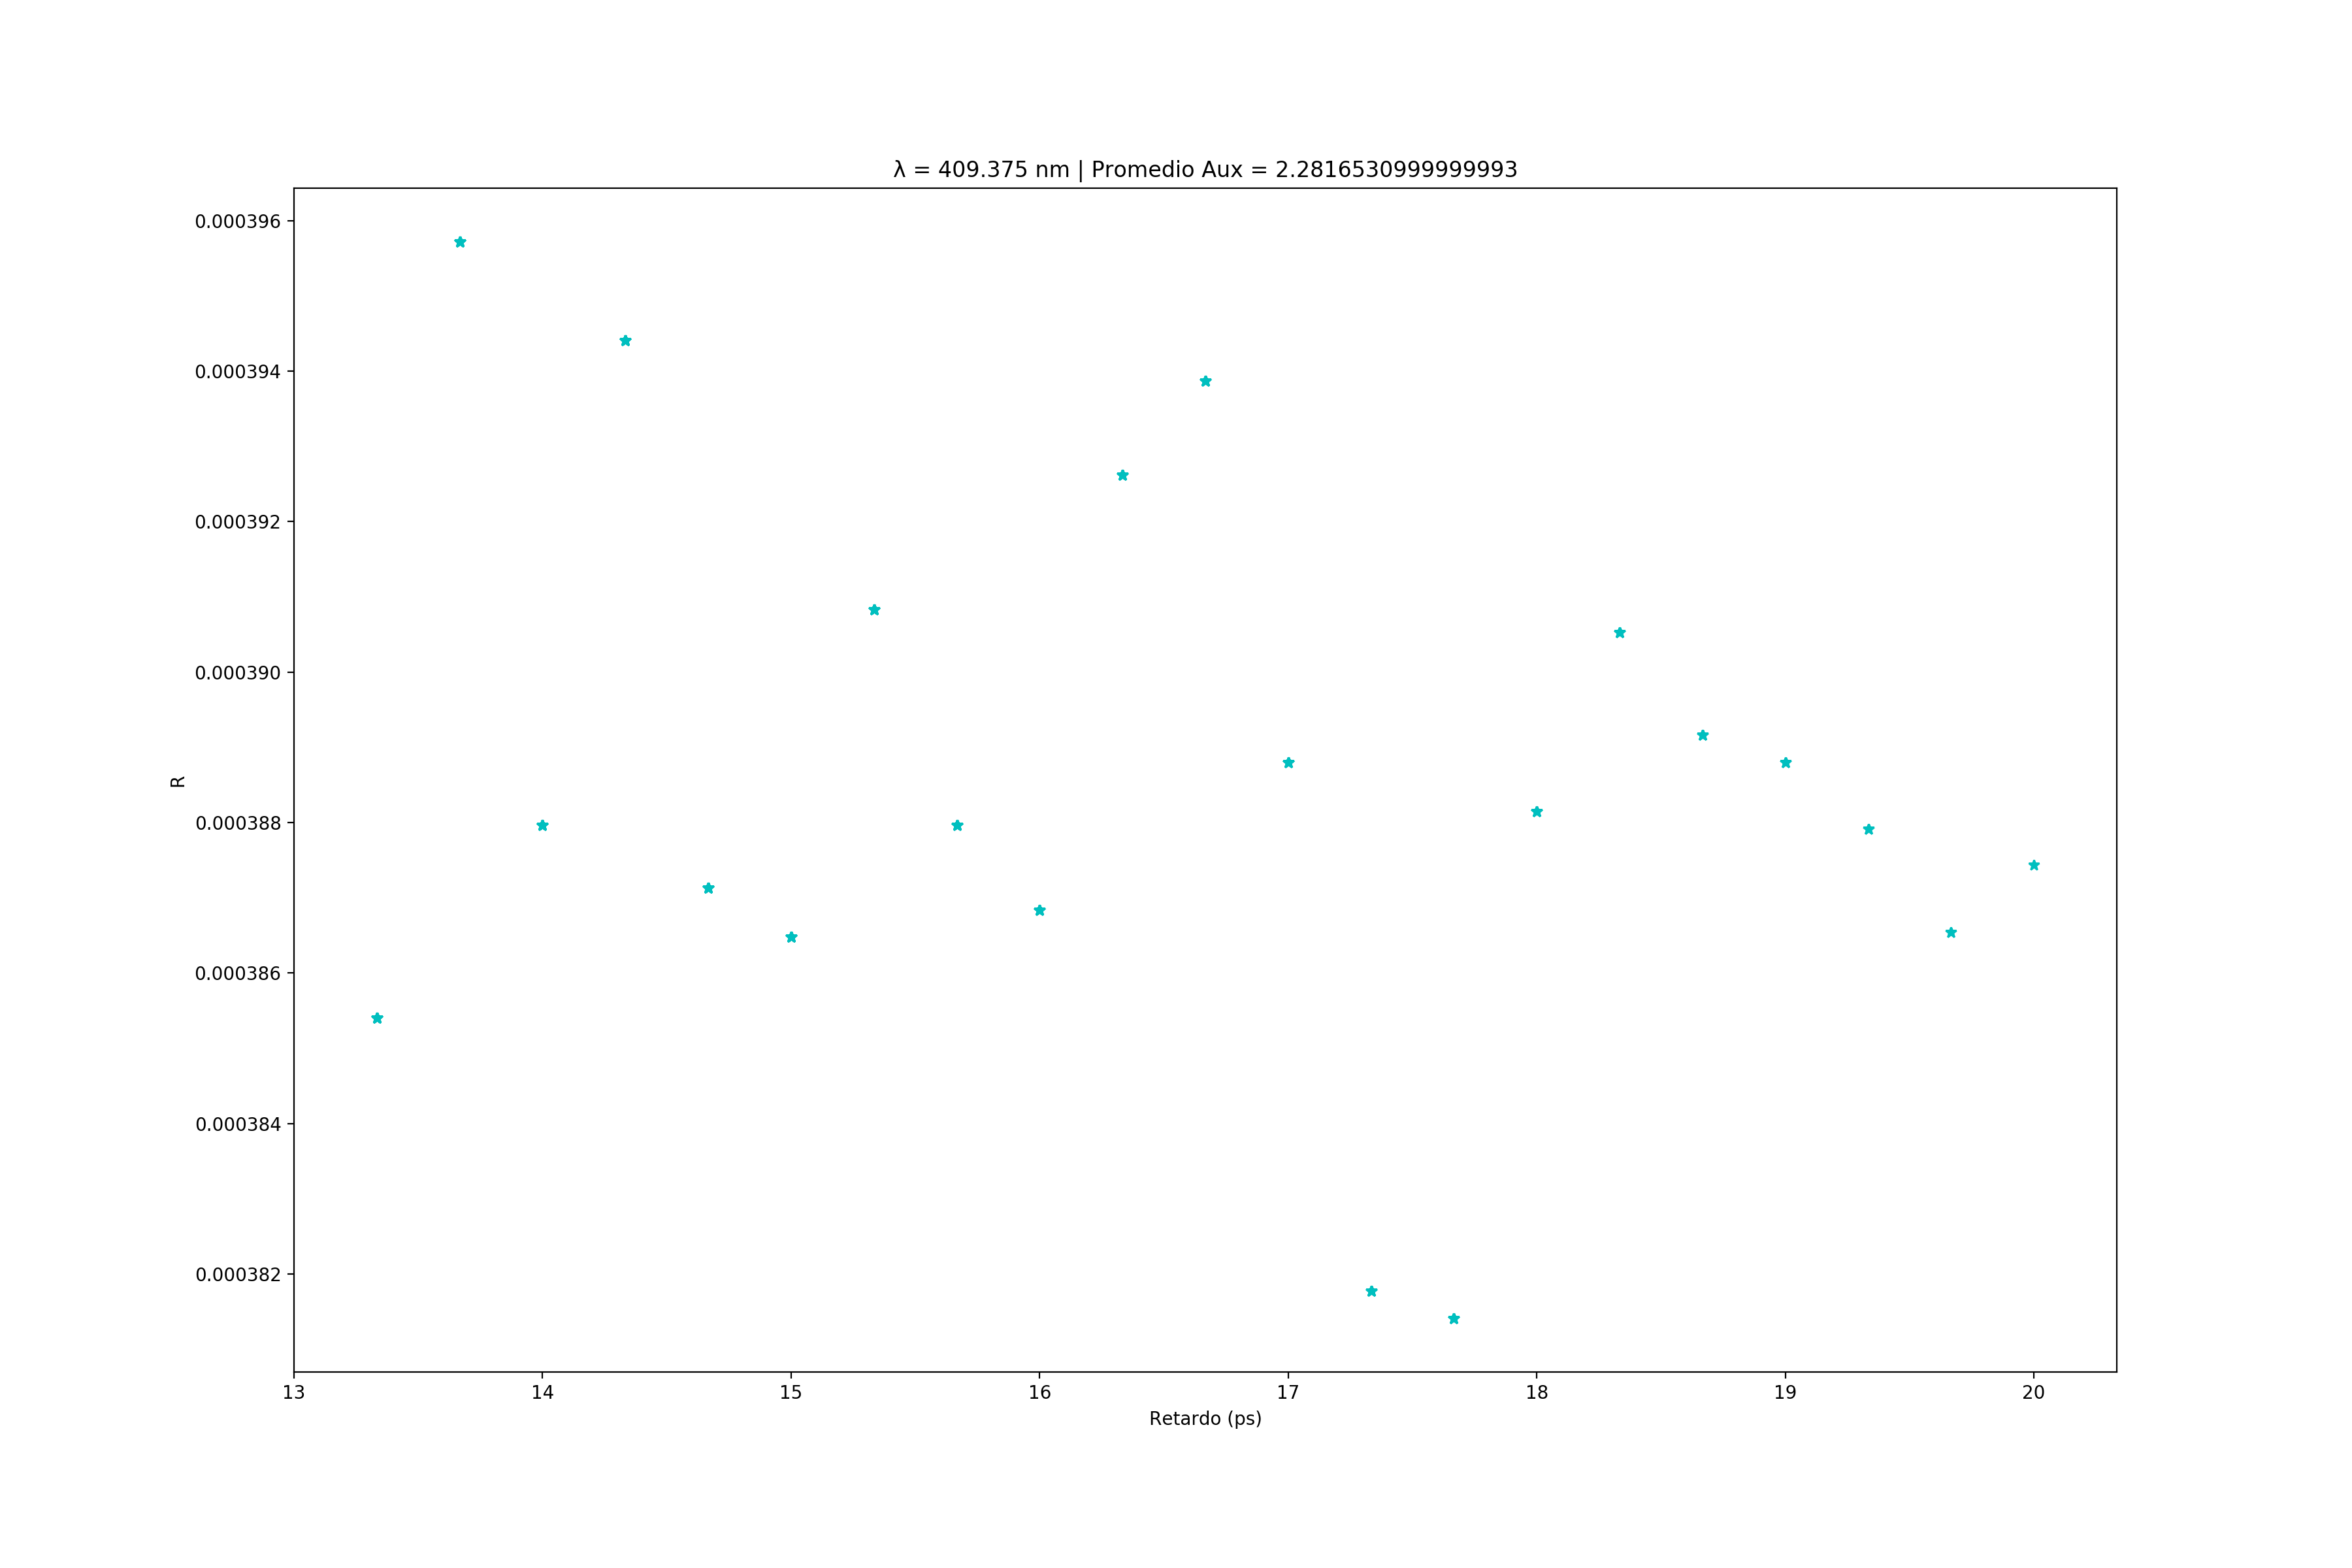 λ = 409.375 nm | Promedio Aux = 2.2816530999999993
0.000396
0.000394
0.000392
0.000390
0.000388
0.000386
0.000384
0.000382
R
13 14 15 16 17 18 19 20
Retardo (ps)